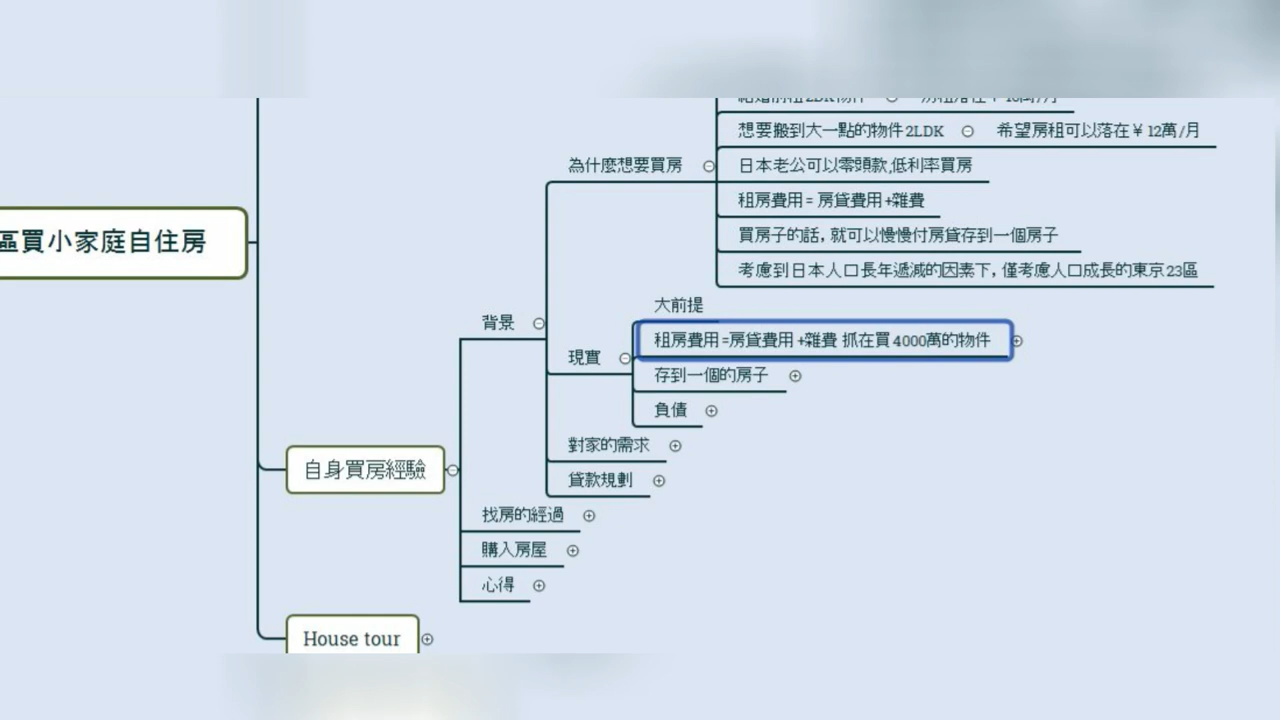 想要搬到大一點的物件2LDK 希望房租可以落在￥12萬/月
為什麼想要買房
日本老公可以零頭款,低利率買房
租房費用 = 房貸費用 +雜費
區買小家庭自住房
買房子的話, 就可以慢慢付房貸存到一個房子
考慮到日本人口長年遞減的因素下, 僅考慮人口成長的東京23區
大前提
背景
租房費用 =房貸費用 +雜費 抓在買 4000萬的物件
現實
存到一個的房子
負債
對家的需求
自身買房經驗
貸款規劃
找房的經過
購入房屋
心得
House tour